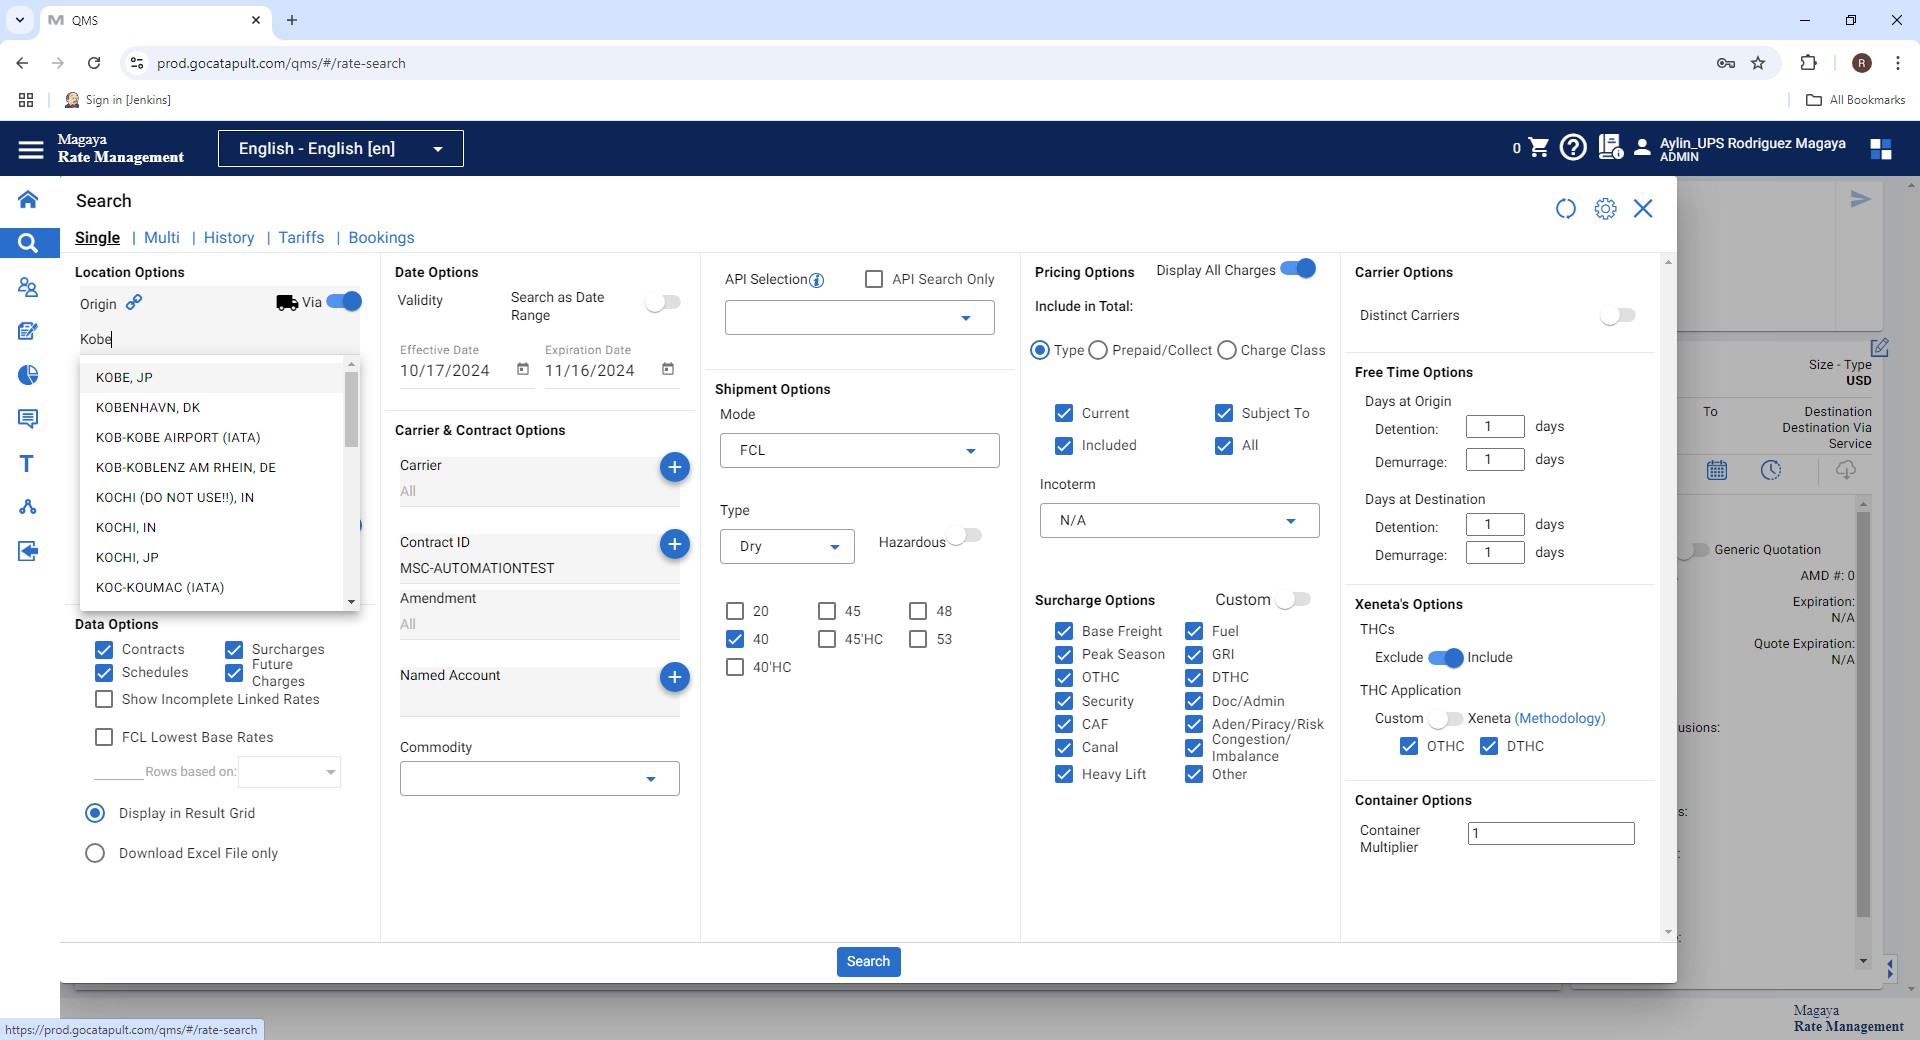 QMS
prod.gocatapult.com/qms/#/rate-search
R
Sign in [Jenkins]
All Bookmarks
Magaya
Rate Management
English - English [en]
0
Aylin_UPS Rodriguez Magaya
ADMIN
Search
Single | Multi | History | Tariffs | Bookings
Location Options
Origin
Via
Kobe
KOBE, JP
KOBENHAVN, DK
KOB-KOBE AIRPORT (IATA)
KOB-KOBLENZ AM RHEIN, DE
KOCHI (DO NOT USE!!), IN
KOCHI, IN
KOCHI, JP
KOC-KOUMAC (IATA)
Data Options
Contracts
Surcharges
Schedules
Future Charges
Show Incomplete Linked Rates
FCL Lowest Base Rates
Rows based on:
Display in Result Grid
Download Excel File only
Date Options
Validity
Search as Date Range
Effective Date
10/17/2024
Expiration Date
11/16/2024
Carrier & Contract Options
Carrier
All
Contract ID
MSC-AUTOMATIONTEST
Amendment
All
Named Account
Commodity
API Selection
API Search Only
Shipment Options
Mode
FCL
Type
Dry
Hazardous
20
45
48
40
45'HC
53
40'HC
Pricing Options
Display All Charges
Include in Total:
Type
Prepaid/Collect
Charge Class
Current
Subject To
Included
All
Incoterm
N/A
Surcharge Options
Custom
Base Freight
Fuel
Peak Season
GRI
OTHC
DTHC
Security
Doc/Admin
CAF
Aden/Piracy/Risk
Canal
Congestion/
Imbalance
Heavy Lift
Other
Carrier Options
Distinct Carriers
Free Time Options
Days at Origin
Detention: 1 days
Demurrage: 1 days
Days at Destination
Detention: 1 days
Demurrage: 1 days
Xeneta's Options
THCs
Exclude
Include
THC Application
Custom
Xeneta (Methodology)
OTHC
DTHC
Container Options
Container
Multiplier
1
Search
Size - Type
USD
To
Destination
Destination Via
Service
Generic Quotation
AMD #: 0
Expiration:
N/A
Quote Expiration:
N/A
usions:
s:
https://prod.gocatapult.com/qms/#/rate-search
Magaya
Rate Management